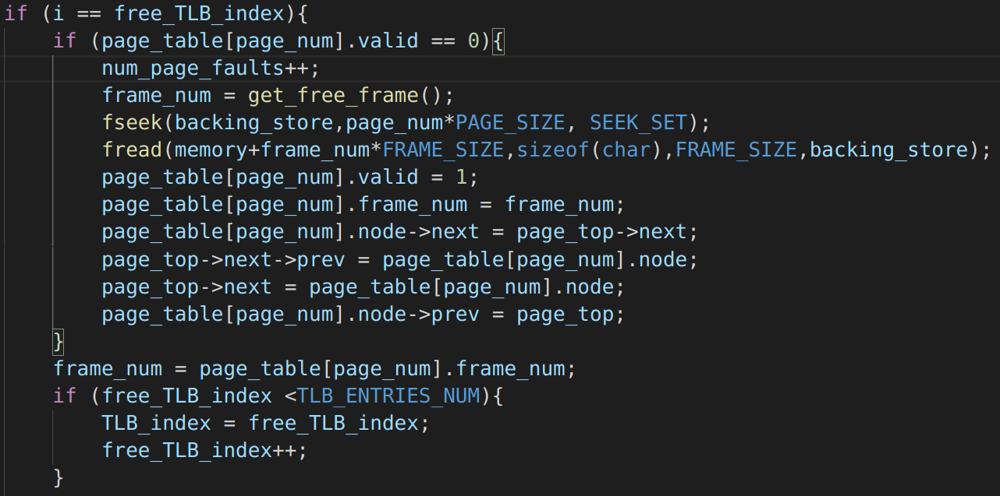 if (i == free_TLB_index){
    if (page_table[page_num].valid == 0){
        num_page_faults++;
        frame_num = get_free_frame();
        fseek(backing_store,page_num*PAGE_SIZE, SEEK_SET);
        fread(memory+frame_num*FRAME_SIZE,sizeof(char),FRAME_SIZE,backing_store);
        page_table[page_num].valid = 1;
        page_table[page_num].frame_num = frame_num;
        page_table[page_num].node->next = page_top->next;
        page_top->next->prev = page_table[page_num].node;
        page_top->next = page_table[page_num].node;
        page_table[page_num].node->prev = page_top;
    }
    frame_num = page_table[page_num].frame_num;
    if (free_TLB_index <TLB_ENTRIES_NUM){
        TLB_index = free_TLB_index;
        free_TLB_index++;
    }